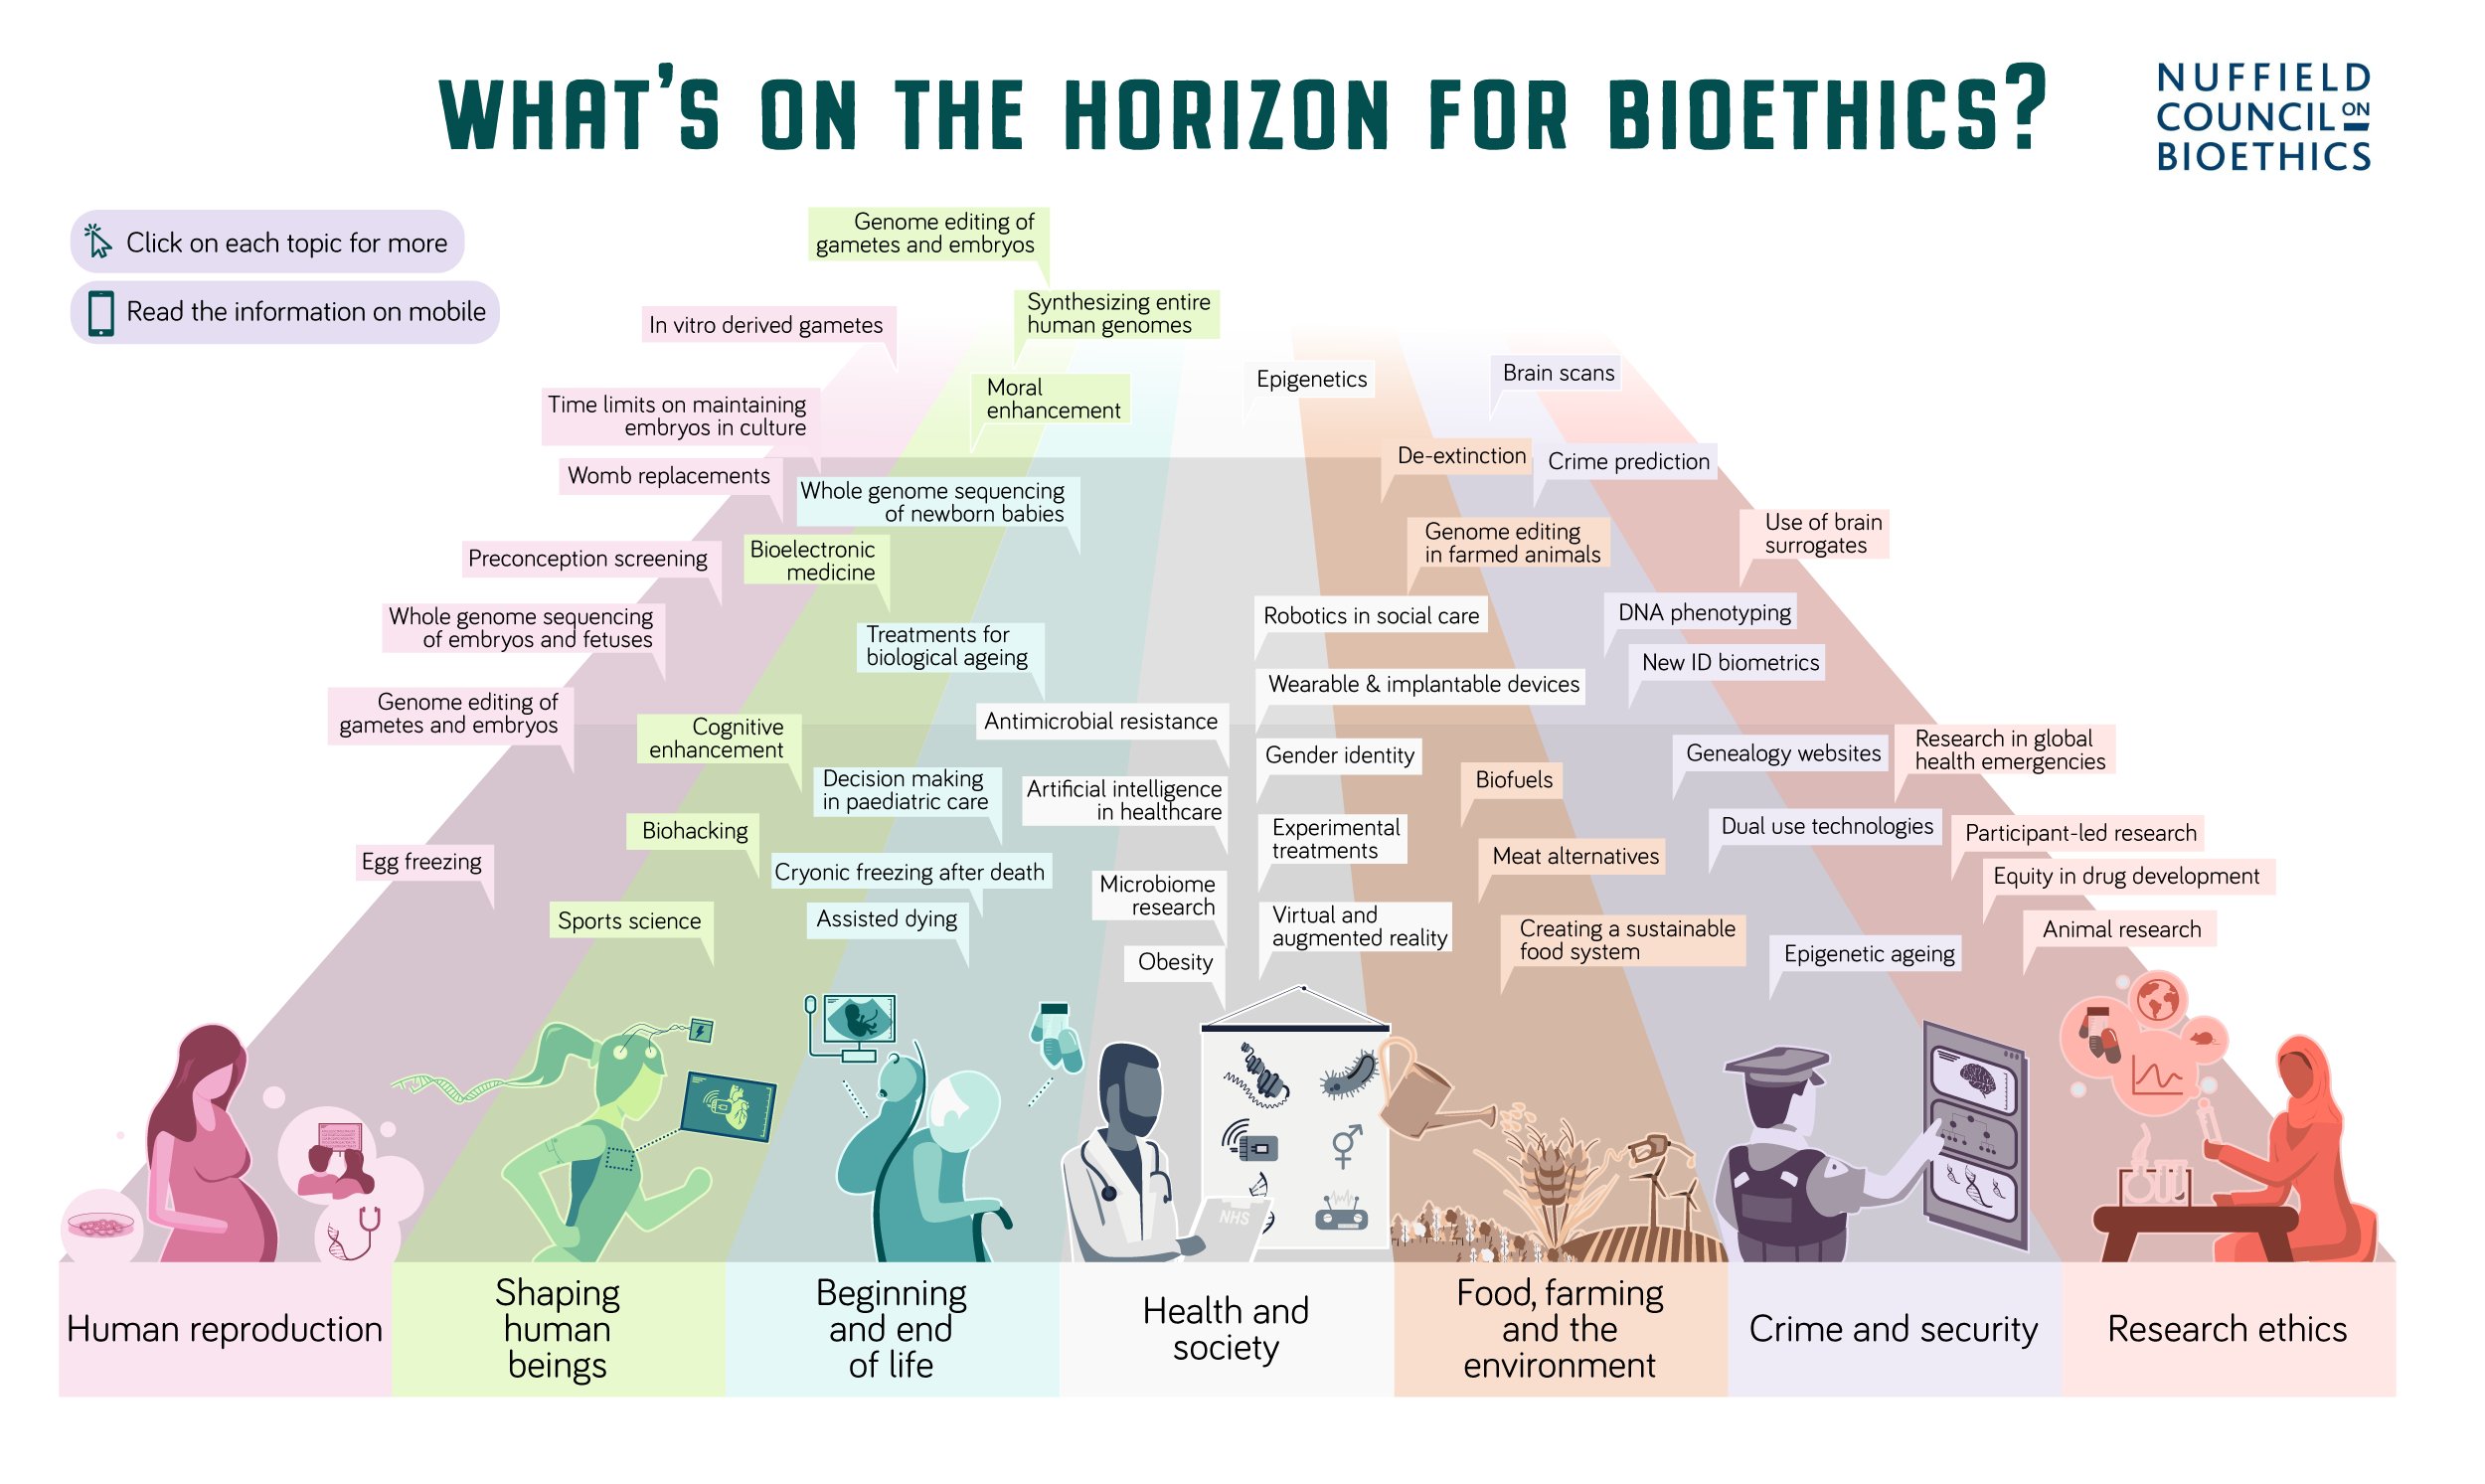 WHAT'S ON THE HORIZON FOR BIOETHICS?
NUFFIELD
COUNCIL ON
BIOETHICS
Click on each topic for more
Read the information on mobile
Genome editing of
gametes and embryos
Synthesizing entire
human genomes
In vitro derived gametes
Moral
enhancement
Epigenetics
Brain scans
Time limits on maintaining
embryos in culture
De-extinction
Crime prediction
Womb replacements
Whole genome sequencing
of newborn babies
Use of brain
surrogates
Genome editing
in farmed animals
Preconception screening
Bioelectronic
medicine
Whole genome sequencing
of embryos and fetuses
Treatments for
biological ageing
Robotics in social care
DNA phenotyping
New ID biometrics
Wearable & implantable devices
Genome editing of
gametes and embryos
Cognitive
enhancement
Antimicrobial resistance
Gender identity
Genealogy websites
Research in global
health emergencies
Decision making
in paediatric care
Artificial intelligence
in healthcare
Biofuels
Biohacking
Experimental
treatments
Dual use technologies
Participant-led research
Egg freezing
Cryonic freezing after death
Meat alternatives
Equity in drug development
Microbiome
research
Sports science
Assisted dying
Virtual and
augmented reality
Creating a sustainable
food system
Animal research
Obesity
Epigenetic ageing
NHS
Human reproduction
Shaping
human
beings
Beginning
and end
of life
Health and
society
Food, farming
and the
environment
Crime and security
Research ethics